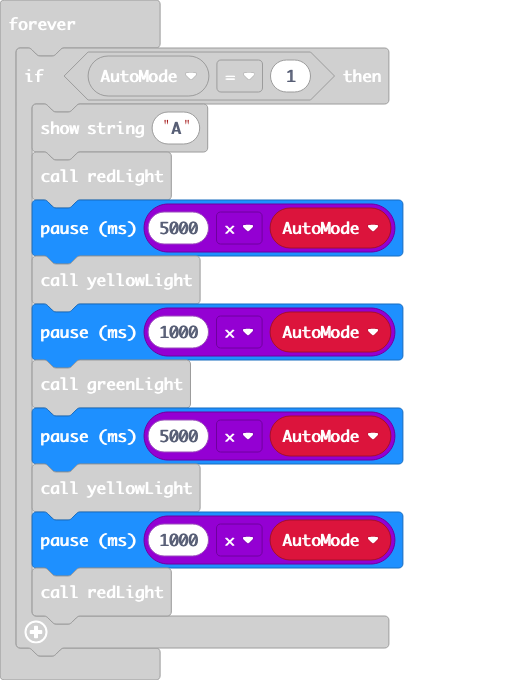 forever
if AutoMode = 1 then
show string "A"
call redLight
pause (ms) 5000 × AutoMode
call yellowLight
pause (ms) 1000 × AutoMode
call greenLight
pause (ms) 5000 × AutoMode
call yellowLight
pause (ms) 1000 × AutoMode
call redLight